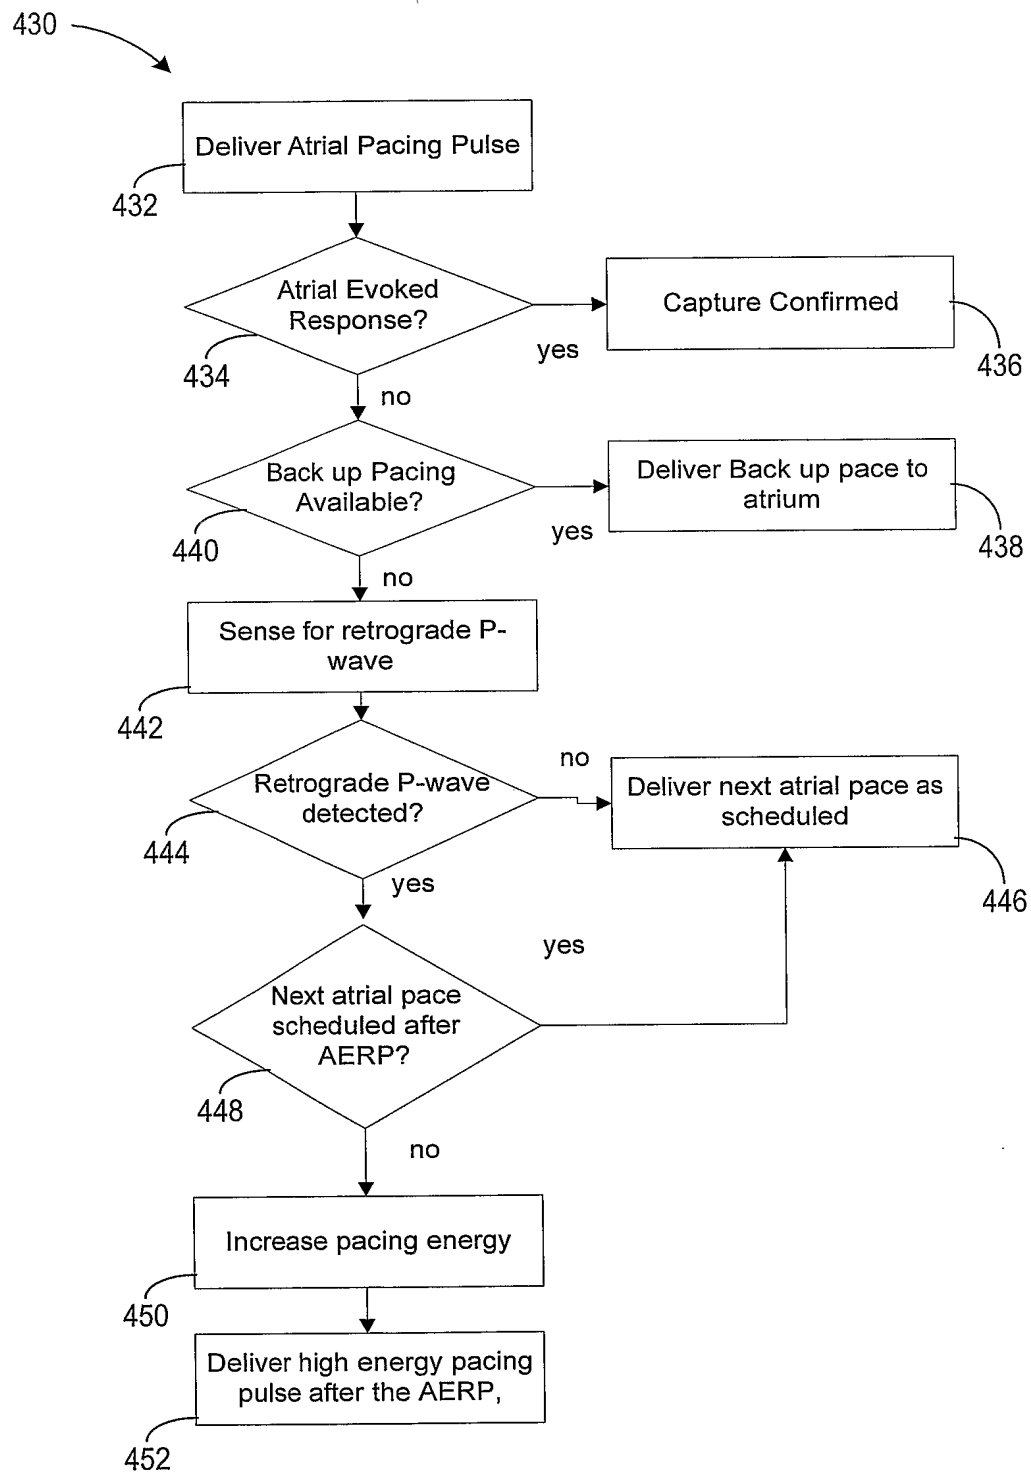 430
Deliver Atrial Pacing Pulse
432
Atrial Evoked
Response?
434
yes
Capture Confirmed
436
no
Back up Pacing
Available?
440
yes
Deliver Back up pace to
atrium
438
no
Sense for retrograde P-
wave
442
Retrograde P-wave
detected?
444
no
Deliver next atrial pace as
scheduled
446
yes
Next atrial pace
scheduled after
AERP?
448
yes
no
Increase pacing energy
450
Deliver high energy pacing
pulse after the AERP,
452